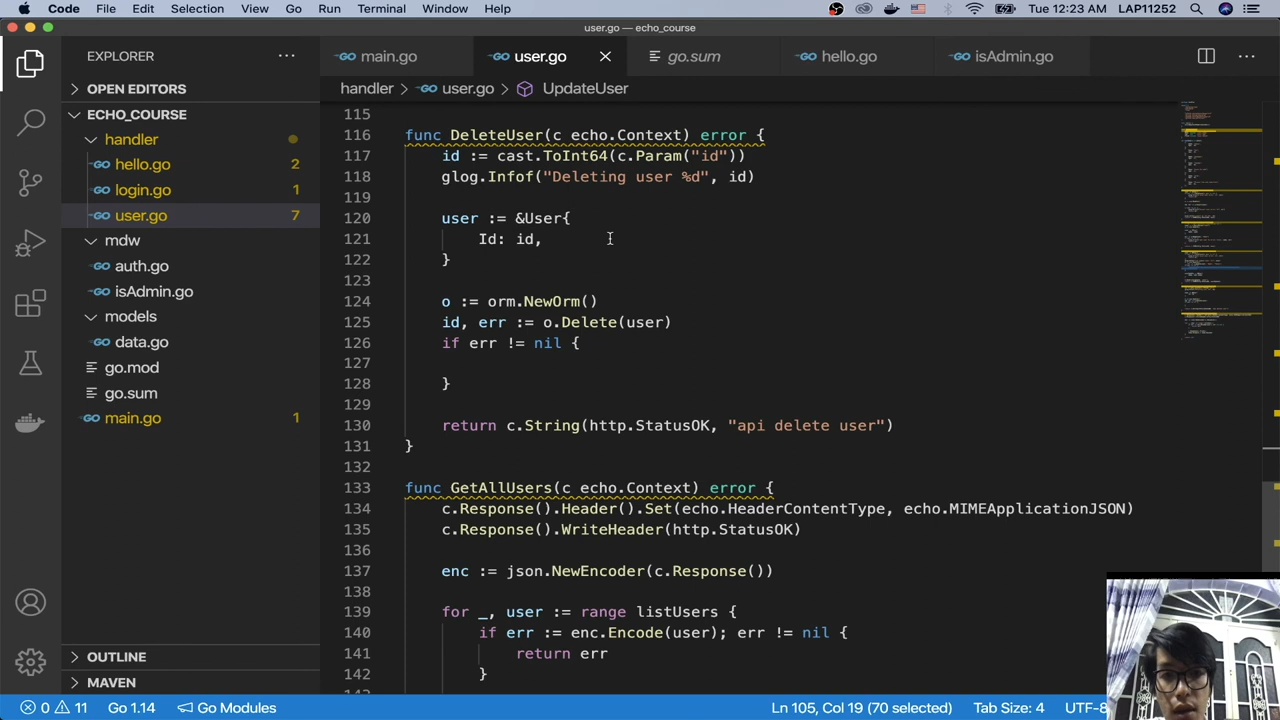 Code File Edit Selection View Go Run Terminal Window Help Tue 12:23 AM LAP11252
user.go — echo_course
EXPLORER
main.go user.go go.sum hello.go isAdmin.go
OPEN EDITORS
handler > user.go > UpdateUser
ECHO_COURSE
handler
hello.go 2
login.go 1
user.go 7
mdw
auth.go
isAdmin.go
models
data.go
go.mod
go.sum
main.go 1
OUTLINE
MAVEN
115
116 func DeleteUser(c echo.Context) error {
117 id := cast.ToInt64(c.Param("id"))
118 glog.Infof("Deleting user %d", id)
119
120 user := &User{
121 Id: id,
122 }
123
124 o := orm.NewOrm()
125 id, err := o.Delete(user)
126 if err != nil {
127
128 }
129
130 return c.String(http.StatusOK, "api delete user")
131 }
132
133 func GetAllUsers(c echo.Context) error {
134 c.Response().Header().Set(echo.HeaderContentType, echo.MIMEApplicationJSON)
135 c.Response().WriteHeader(http.StatusOK)
136
137 enc := json.NewEncoder(c.Response())
138
139 for _, user := range listUsers {
140 if err := enc.Encode(user); err != nil {
141 return err
142 }
0 11 Go 1.14 Go Modules Ln 105, Col 19 (70 selected) Tab Size: 4 UTF-8